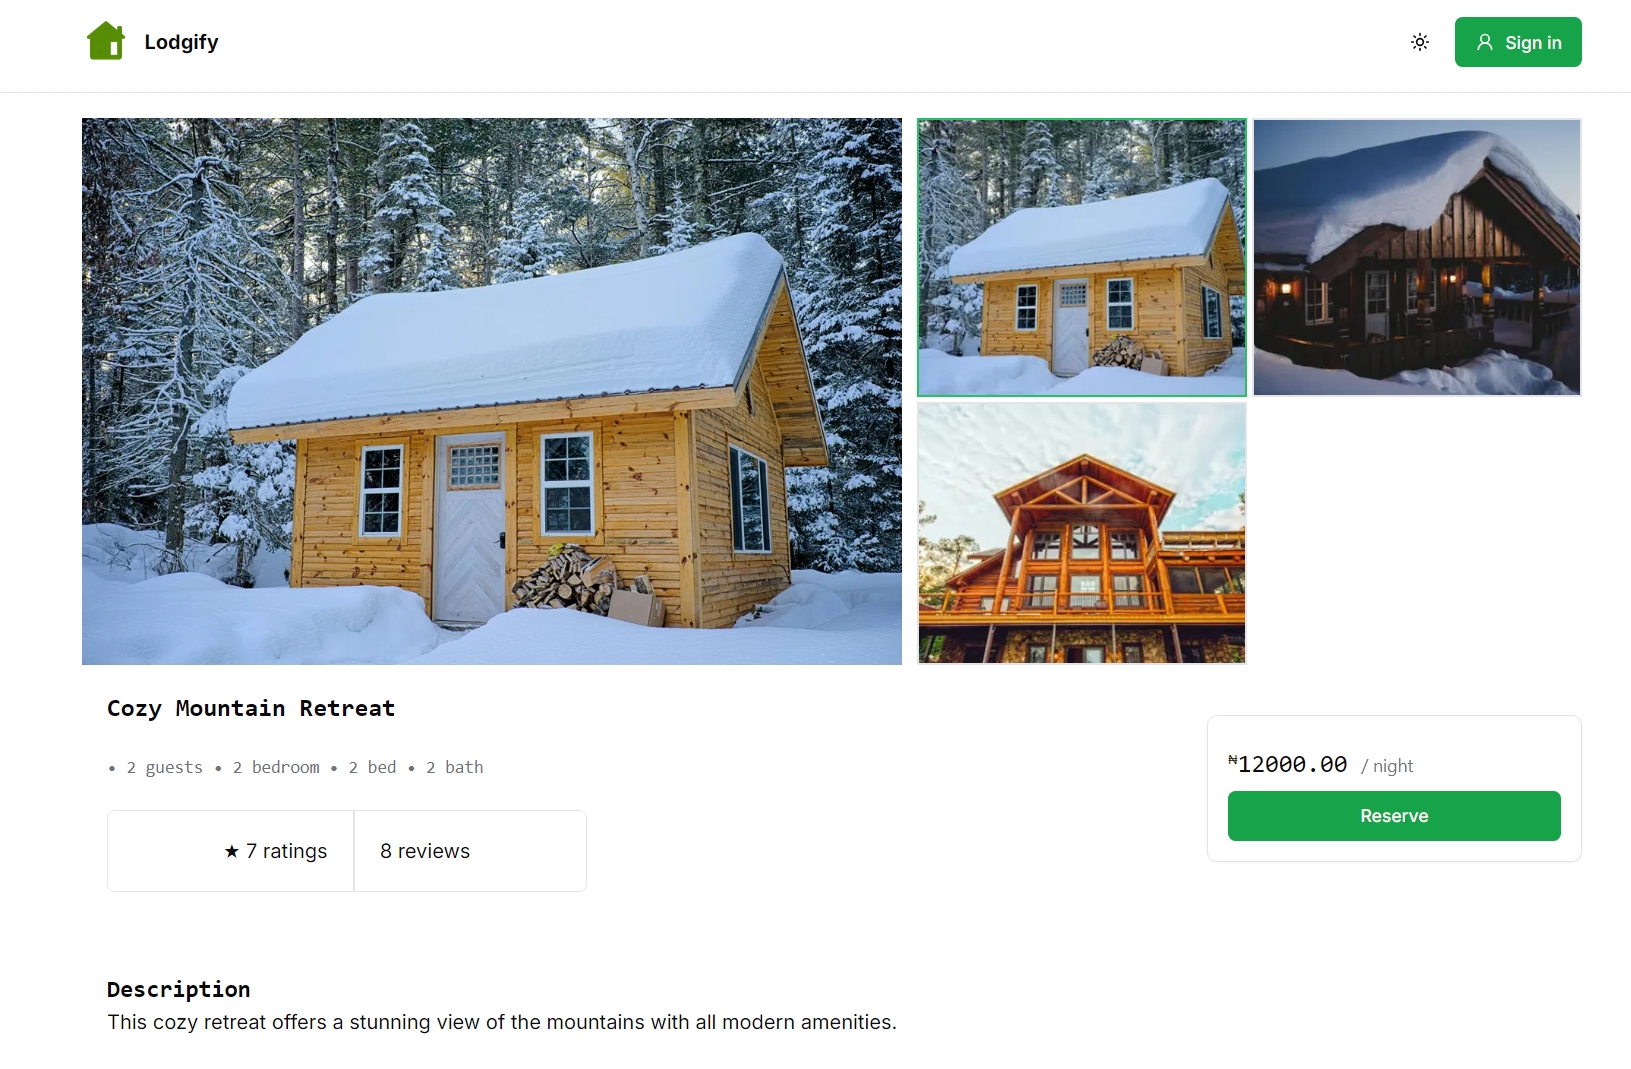 Lodgify
Sign in
Cozy Mountain Retreat
• 2 guests • 2 bedroom • 2 bed • 2 bath
★ 7 ratings
8 reviews
₦12000.00 / night
Reserve
Description
This cozy retreat offers a stunning view of the mountains with all modern amenities.